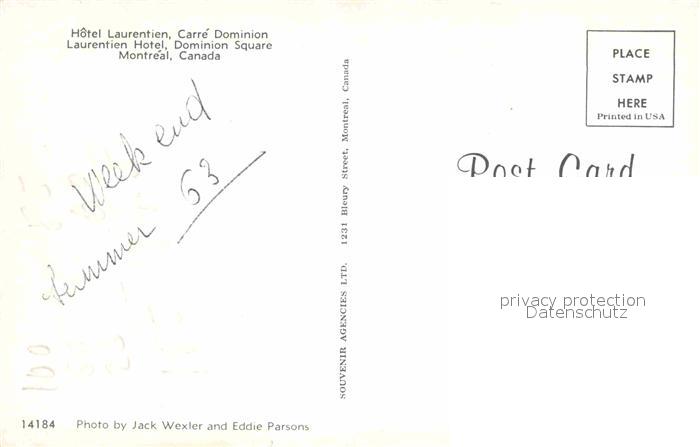 Hôtel Laurentien, Carré Dominion
Laurentien Hotel, Dominion Square
Montréal, Canada
Week end
summer 63
14184 Photo by Jack Wexler and Eddie Parsons
SOUVENIR AGENCIES LTD. 1231 Bleury Street, Montreal, Canada
PLACE
STAMP
HERE
Printed in USA
Post Card
privacy protection
Datenschutz